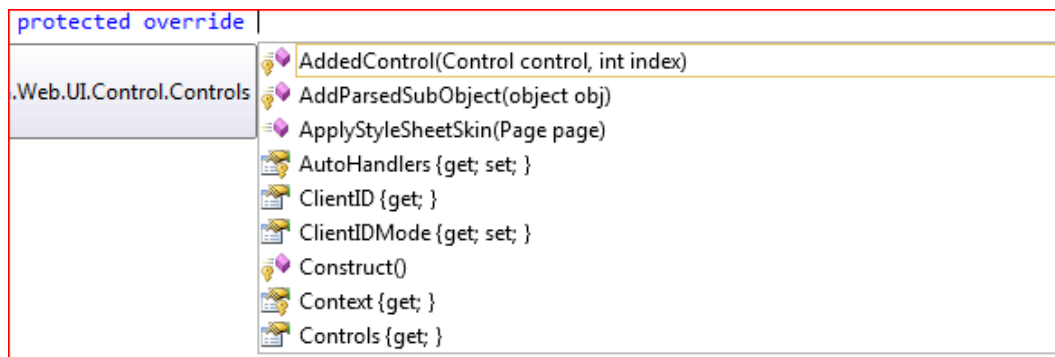 protected override
AddedControl(Control control, int index)
.Web.UI.Control.Controls
AddParsedSubObject(object obj)
ApplyStyleSheetSkin(Page page)
AutoHandlers {get; set; }
ClientID {get; }
ClientIDMode {get; set; }
Construct()
Context {get; }
Controls {get; }